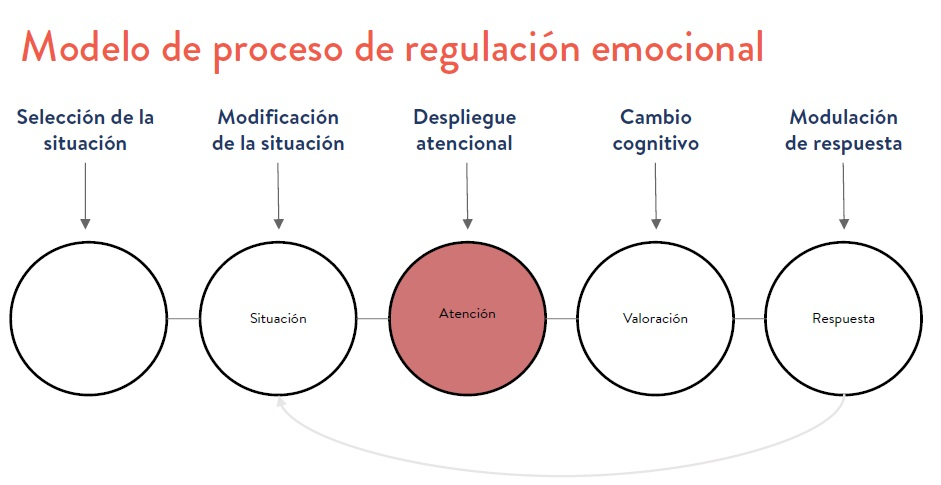 Modelo de proceso de regulación emocional
Selección de la
situación
Modificación
de la situación
Despliegue
atencional
Cambio
cognitivo
Modulación
de respuesta
Situación
Atención
Valoración
Respuesta